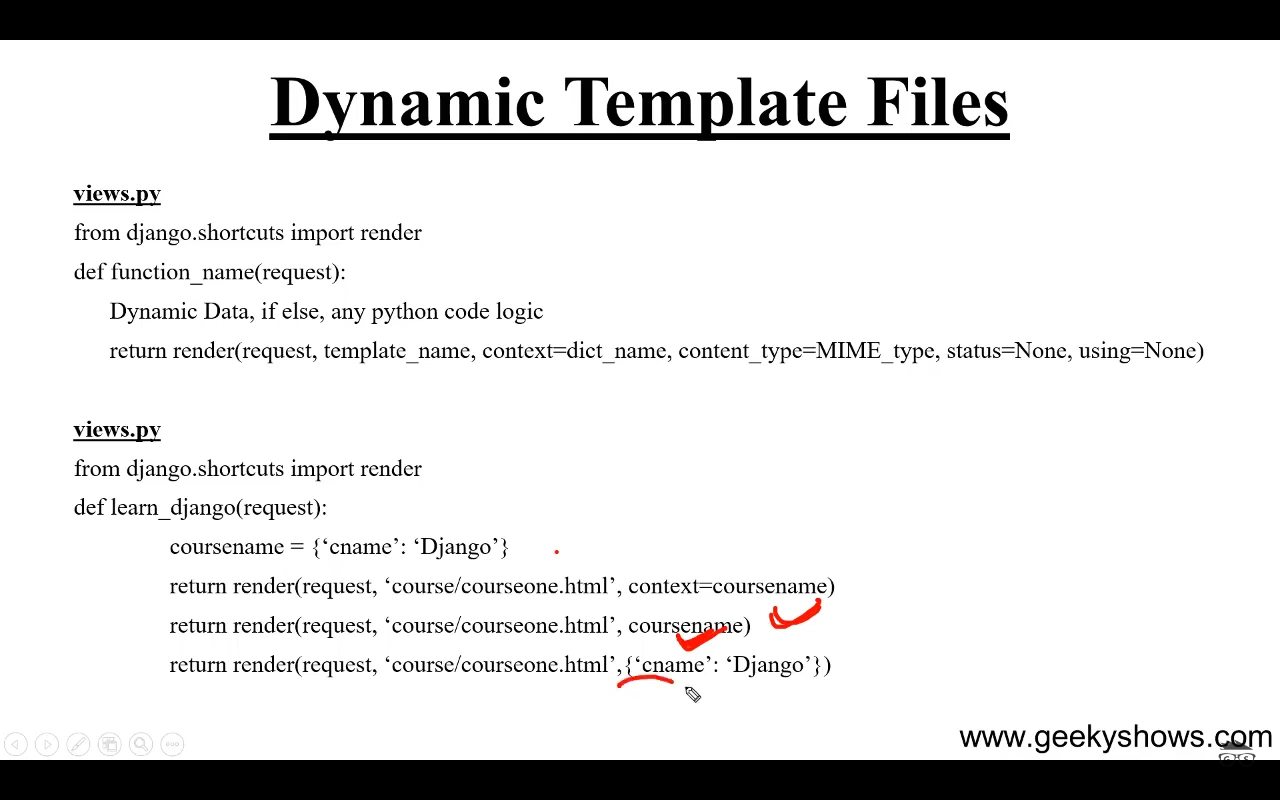 Dynamic Template Files
views.py
from django.shortcuts import render
def function_name(request):
Dynamic Data, if else, any python code logic
return render(request, template_name, context=dict_name, content_type=MIME_type, status=None, using=None)
views.py
from django.shortcuts import render
def learn_django(request):
coursename = {‘cname’: ‘Django’}
return render(request, ‘course/courseone.html’, context=coursename)
return render(request, ‘course/courseone.html’, coursename)
return render(request, ‘course/courseone.html’,{‘cname’: ‘Django’})
www.geekyshows.com